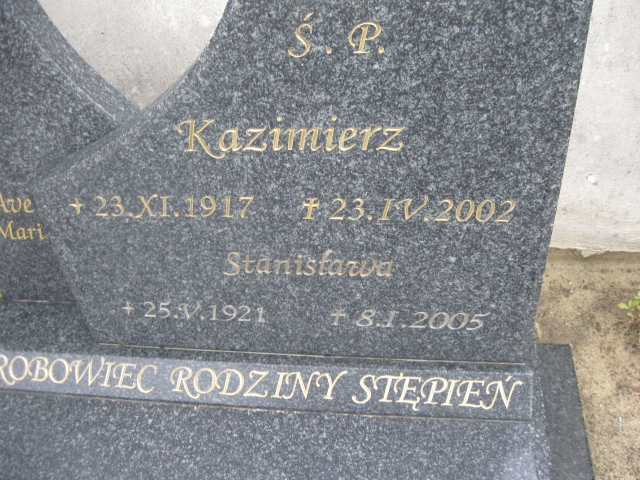 Ś.P.
Kazimierz
+ 23.XI.1917 ✝ 23.IV.2002
Ave
Mari
Stanisława
+ 25.V.1921 ✝ 8.I.2005
ROBOWIEC RODZINY STĘPIEŃ